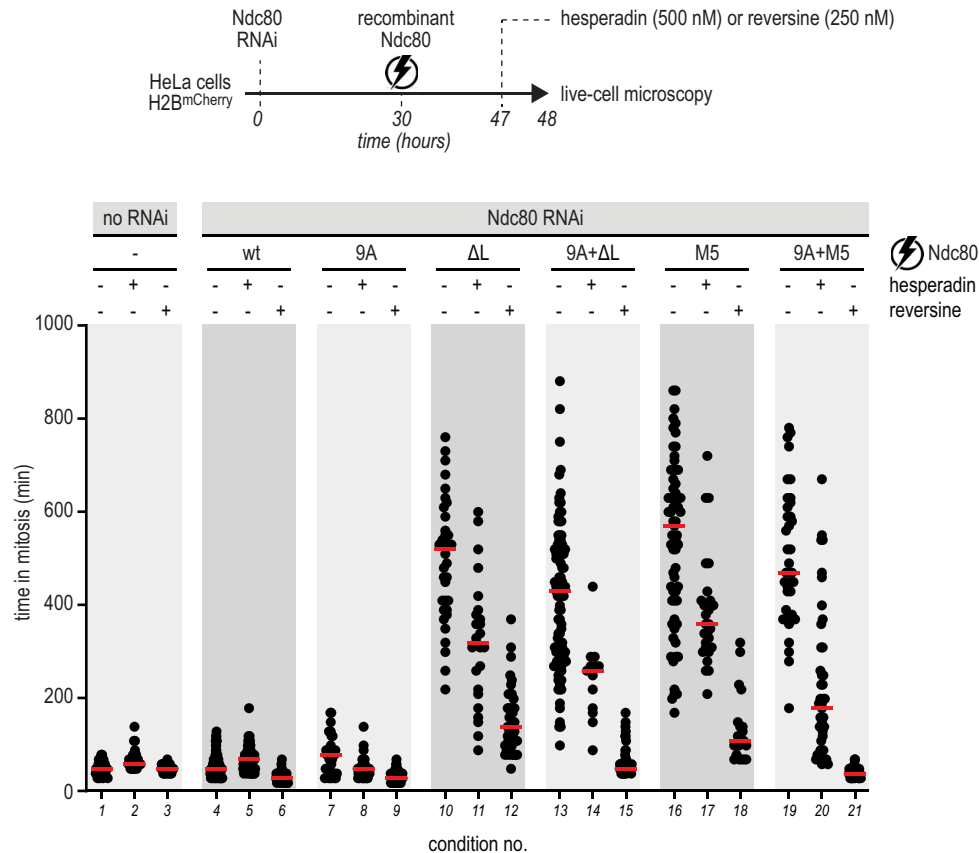 Ndc80
RNAi
recombinant
Ndc80
hesperadin (500 nM) or reversine (250 nM)
HeLa cells
H2BmCherry
live-cell microscopy
0
30
47
48
time (hours)
no RNAi
Ndc80 RNAi
-
wt
9A
ΔL
9A+ΔL
M5
9A+M5
Ndc80
- + - - + - - + - - + - - + - - + - - + - hesperadin
- - + - - + - - + - - + - - + - - + - - + reversine
1000
800
600
400
200
0
time in mitosis (min)
1 2 3 4 5 6 7 8 9 10 11 12 13 14 15 16 17 18 19 20 21
condition no.